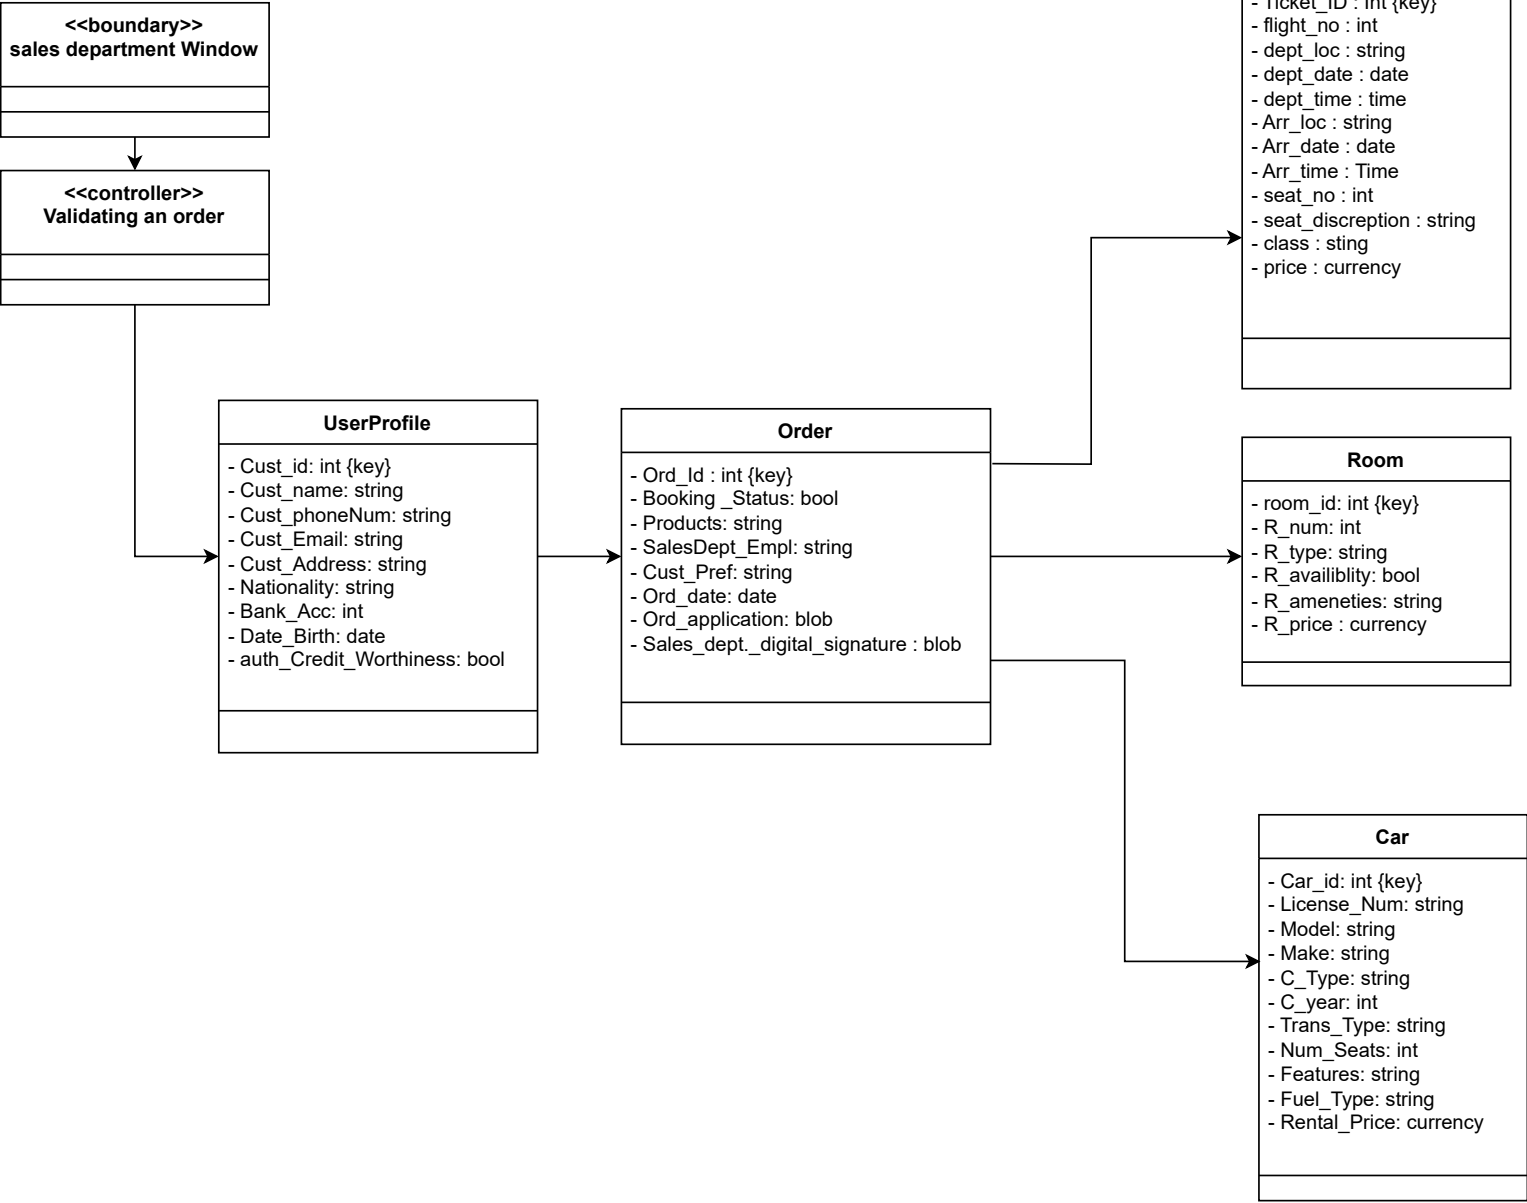 <<boundary>>
sales department Window
<<controller>>
Validating an order
UserProfile
- Cust_id: int {key}
- Cust_name: string
- Cust_phoneNum: string
- Cust_Email: string
- Cust_Address: string
- Nationality: string
- Bank_Acc: int
- Date_Birth: date
- auth_Credit_Worthiness: bool
Order
- Ord_Id : int {key}
- Booking _Status: bool
- Products: string
- SalesDept_Empl: string
- Cust_Pref: string
- Ord_date: date
- Ord_application: blob
- Sales_dept._digital_signature : blob
- Ticket_ID : Int {key}
- flight_no : int
- dept_loc : string
- dept_date : date
- dept_time : time
- Arr_loc : string
- Arr_date : date
- Arr_time : Time
- seat_no : int
- seat_discreption : string
- class : sting
- price : currency
Room
- room_id: int {key}
- R_num: int
- R_type: string
- R_availiblity: bool
- R_ameneties: string
- R_price : currency
Car
- Car_id: int {key}
- License_Num: string
- Model: string
- Make: string
- C_Type: string
- C_year: int
- Trans_Type: string
- Num_Seats: int
- Features: string
- Fuel_Type: string
- Rental_Price: currency